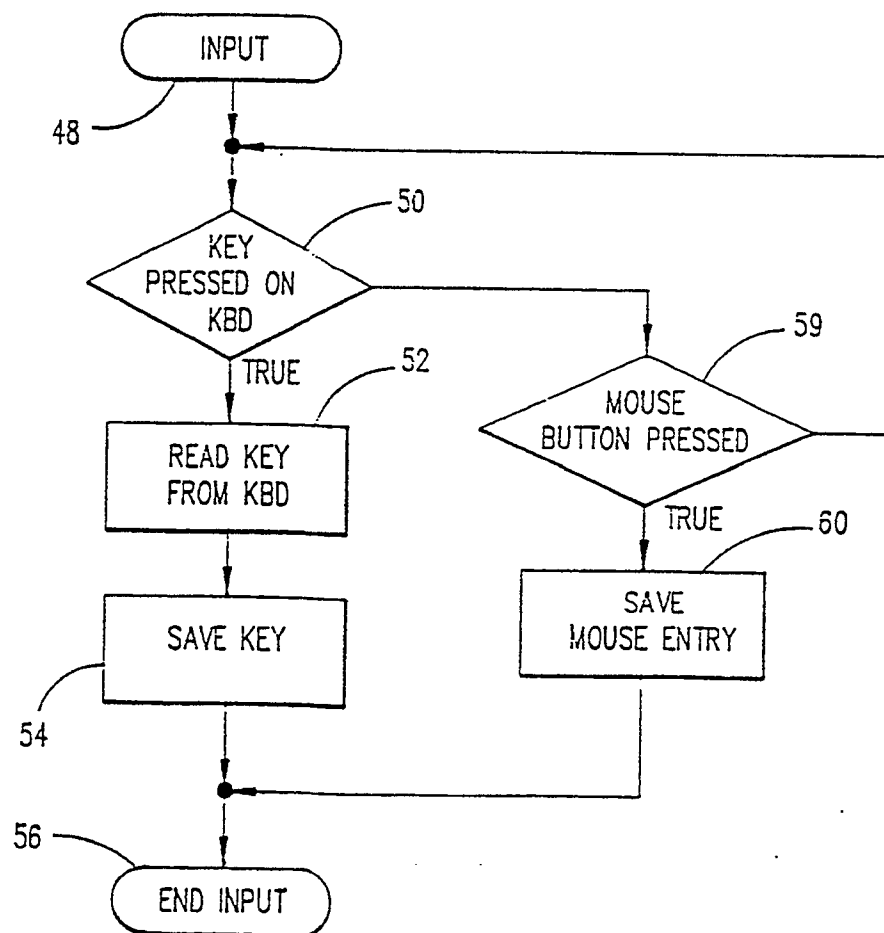 INPUT
48
50
KEY
PRESSED ON
KBD
TRUE
52
59
MOUSE
BUTTON PRESSED
READ KEY
FROM KBD
TRUE
60
SAVE
MOUSE ENTRY
SAVE KEY
54
56
END INPUT